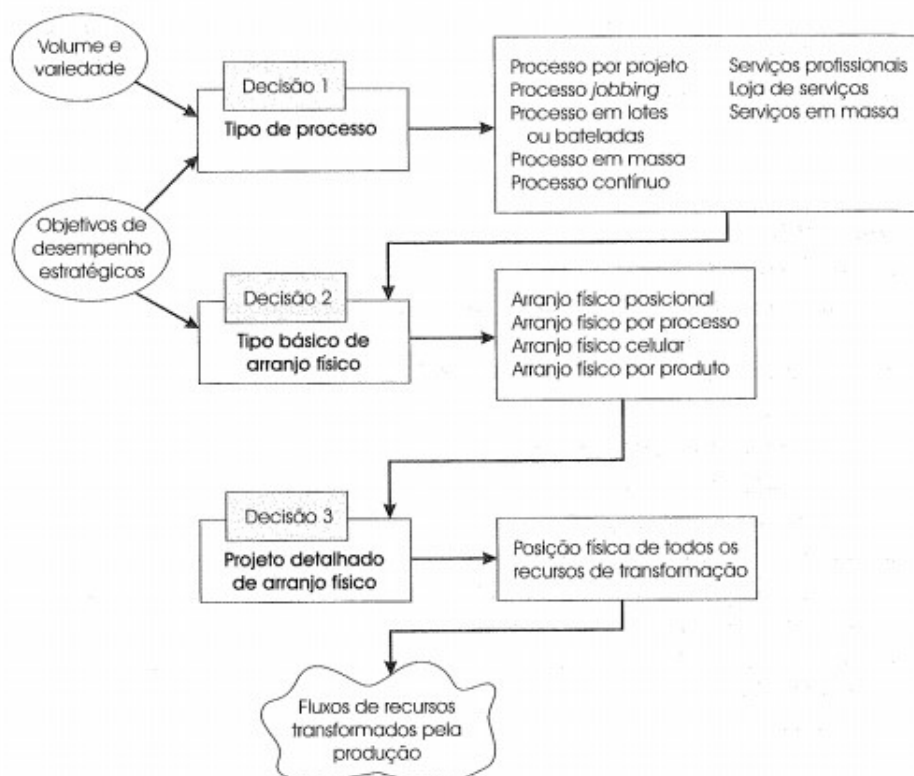 Volume e
variedade
Decisão 1
Tipo de processo
Processo por projeto
Processo jobbing
Processo em lotes
ou bateladas
Processo em massa
Processo contínuo
Serviços profissionais
Loja de serviços
Serviços em massa
Objetivos de
desempenho
estratégicos
Decisão 2
Tipo básico de
arranjo físico
Arranjo físico posicional
Arranjo físico por processo
Arranjo físico celular
Arranjo físico por produto
Decisão 3
Projeto detalhado
de arranjo físico
Posição física de todos os
recursos de transformação
Fluxos de recursos
transformados pela
produção